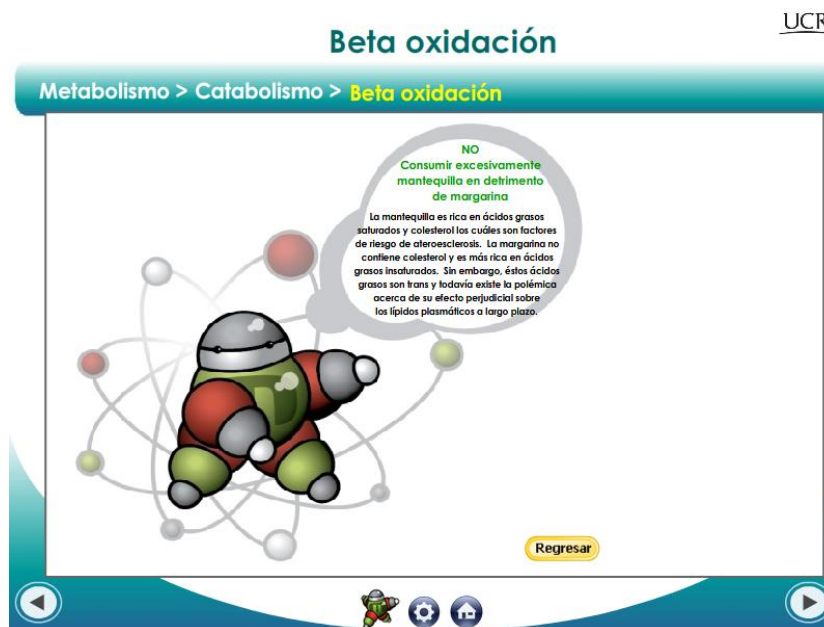 UCR
Beta oxidación
Metabolismo > Catabolismo > Beta oxidación
NO
Consumir excesivamente
mantequilla en detrimento
de margarina
La mantequilla es rica en ácidos grasos
saturados y colesterol los cuáles son factores
de riesgo de ateroesclerosis. La margarina no
contiene colesterol y es más rica en ácidos
grasos insaturados. Sin embargo, éstos ácidos
grasos son trans y todavía existe la polémica
acerca de su efecto perjudicial sobre
los lípidos plasmáticos a largo plazo.
Regresar